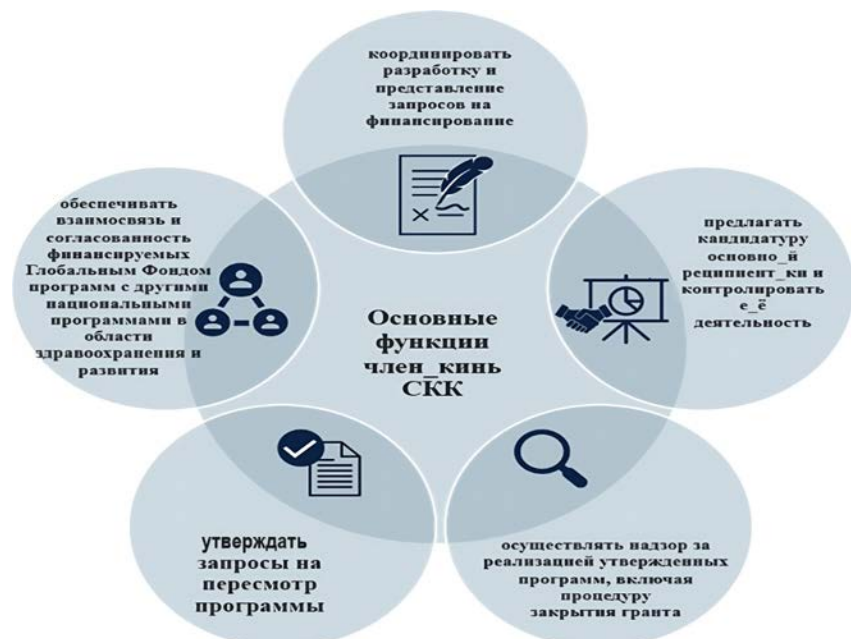 координировать
разработку и
представление
запросов на
финансирование
обеспечивать
взаимосвязь и
согласованность
финансируемых
Глобальным Фондом
программ с другими
национальными
программами в
области
здравоохранения и
развития
предлагать
кандидатуру
основно_й
реципиент_ки и
контролировать
е_ё
деятельность
Основные
функции
член_кинь
СКК
утверждать
запросы на
пересмотр
программы
осуществлять надзор за
реализацией утвержденных
программ, включая
процедуру
закрытия гранта